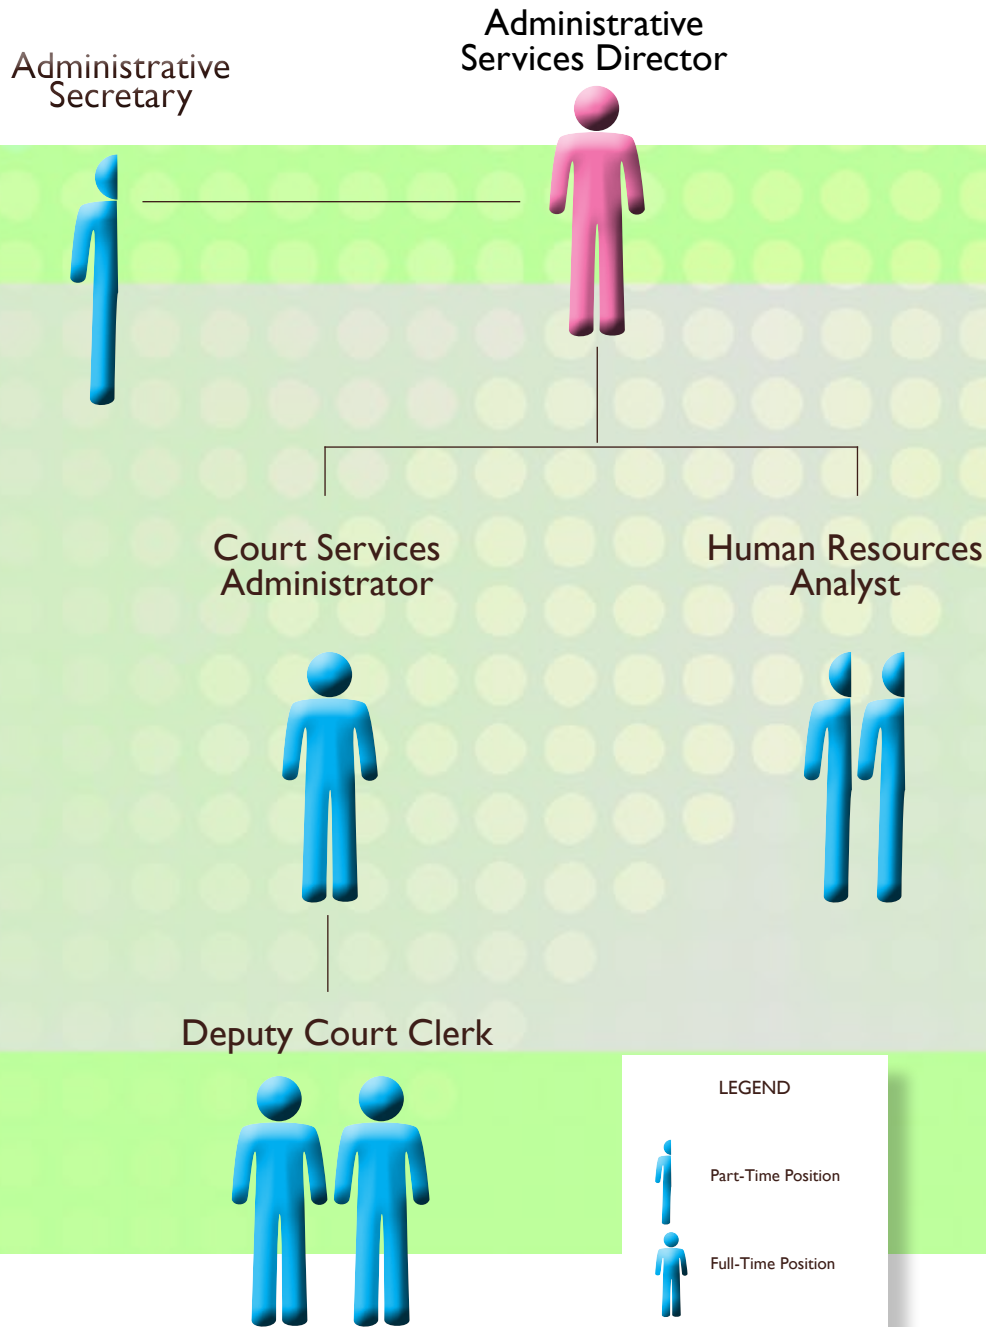 Administrative
Services Director
Administrative
Secretary
Court Services
Administrator
Human Resources
Analyst
Deputy Court Clerk
LEGEND
Part-Time Position
Full-Time Position